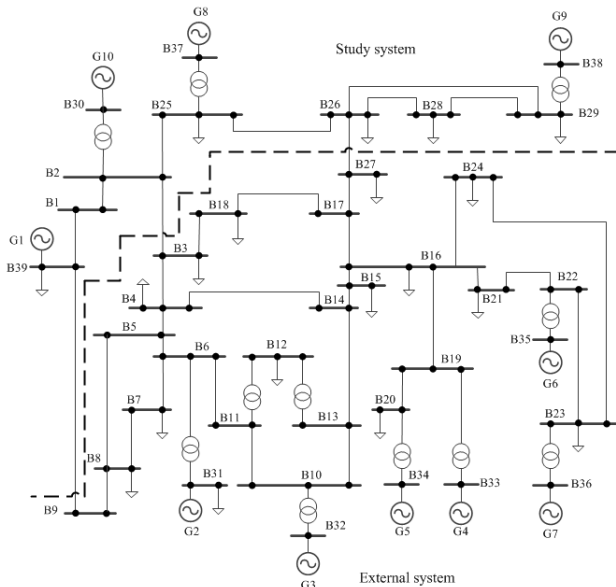 G8
G9
Study system
B37
B38
G10
B30
B25
B26
B28
B29
B2
B27
B24
B1
B18
B17
G1
B39
B3
B16
B15
B22
B21
B4
B14
B5
B35
B6
B12
B19
G6
B7
B20
B23
B11
B13
B8
B31
B10
B34
B33
B36
B9
G2
B32
G5
G4
G7
G3
External system